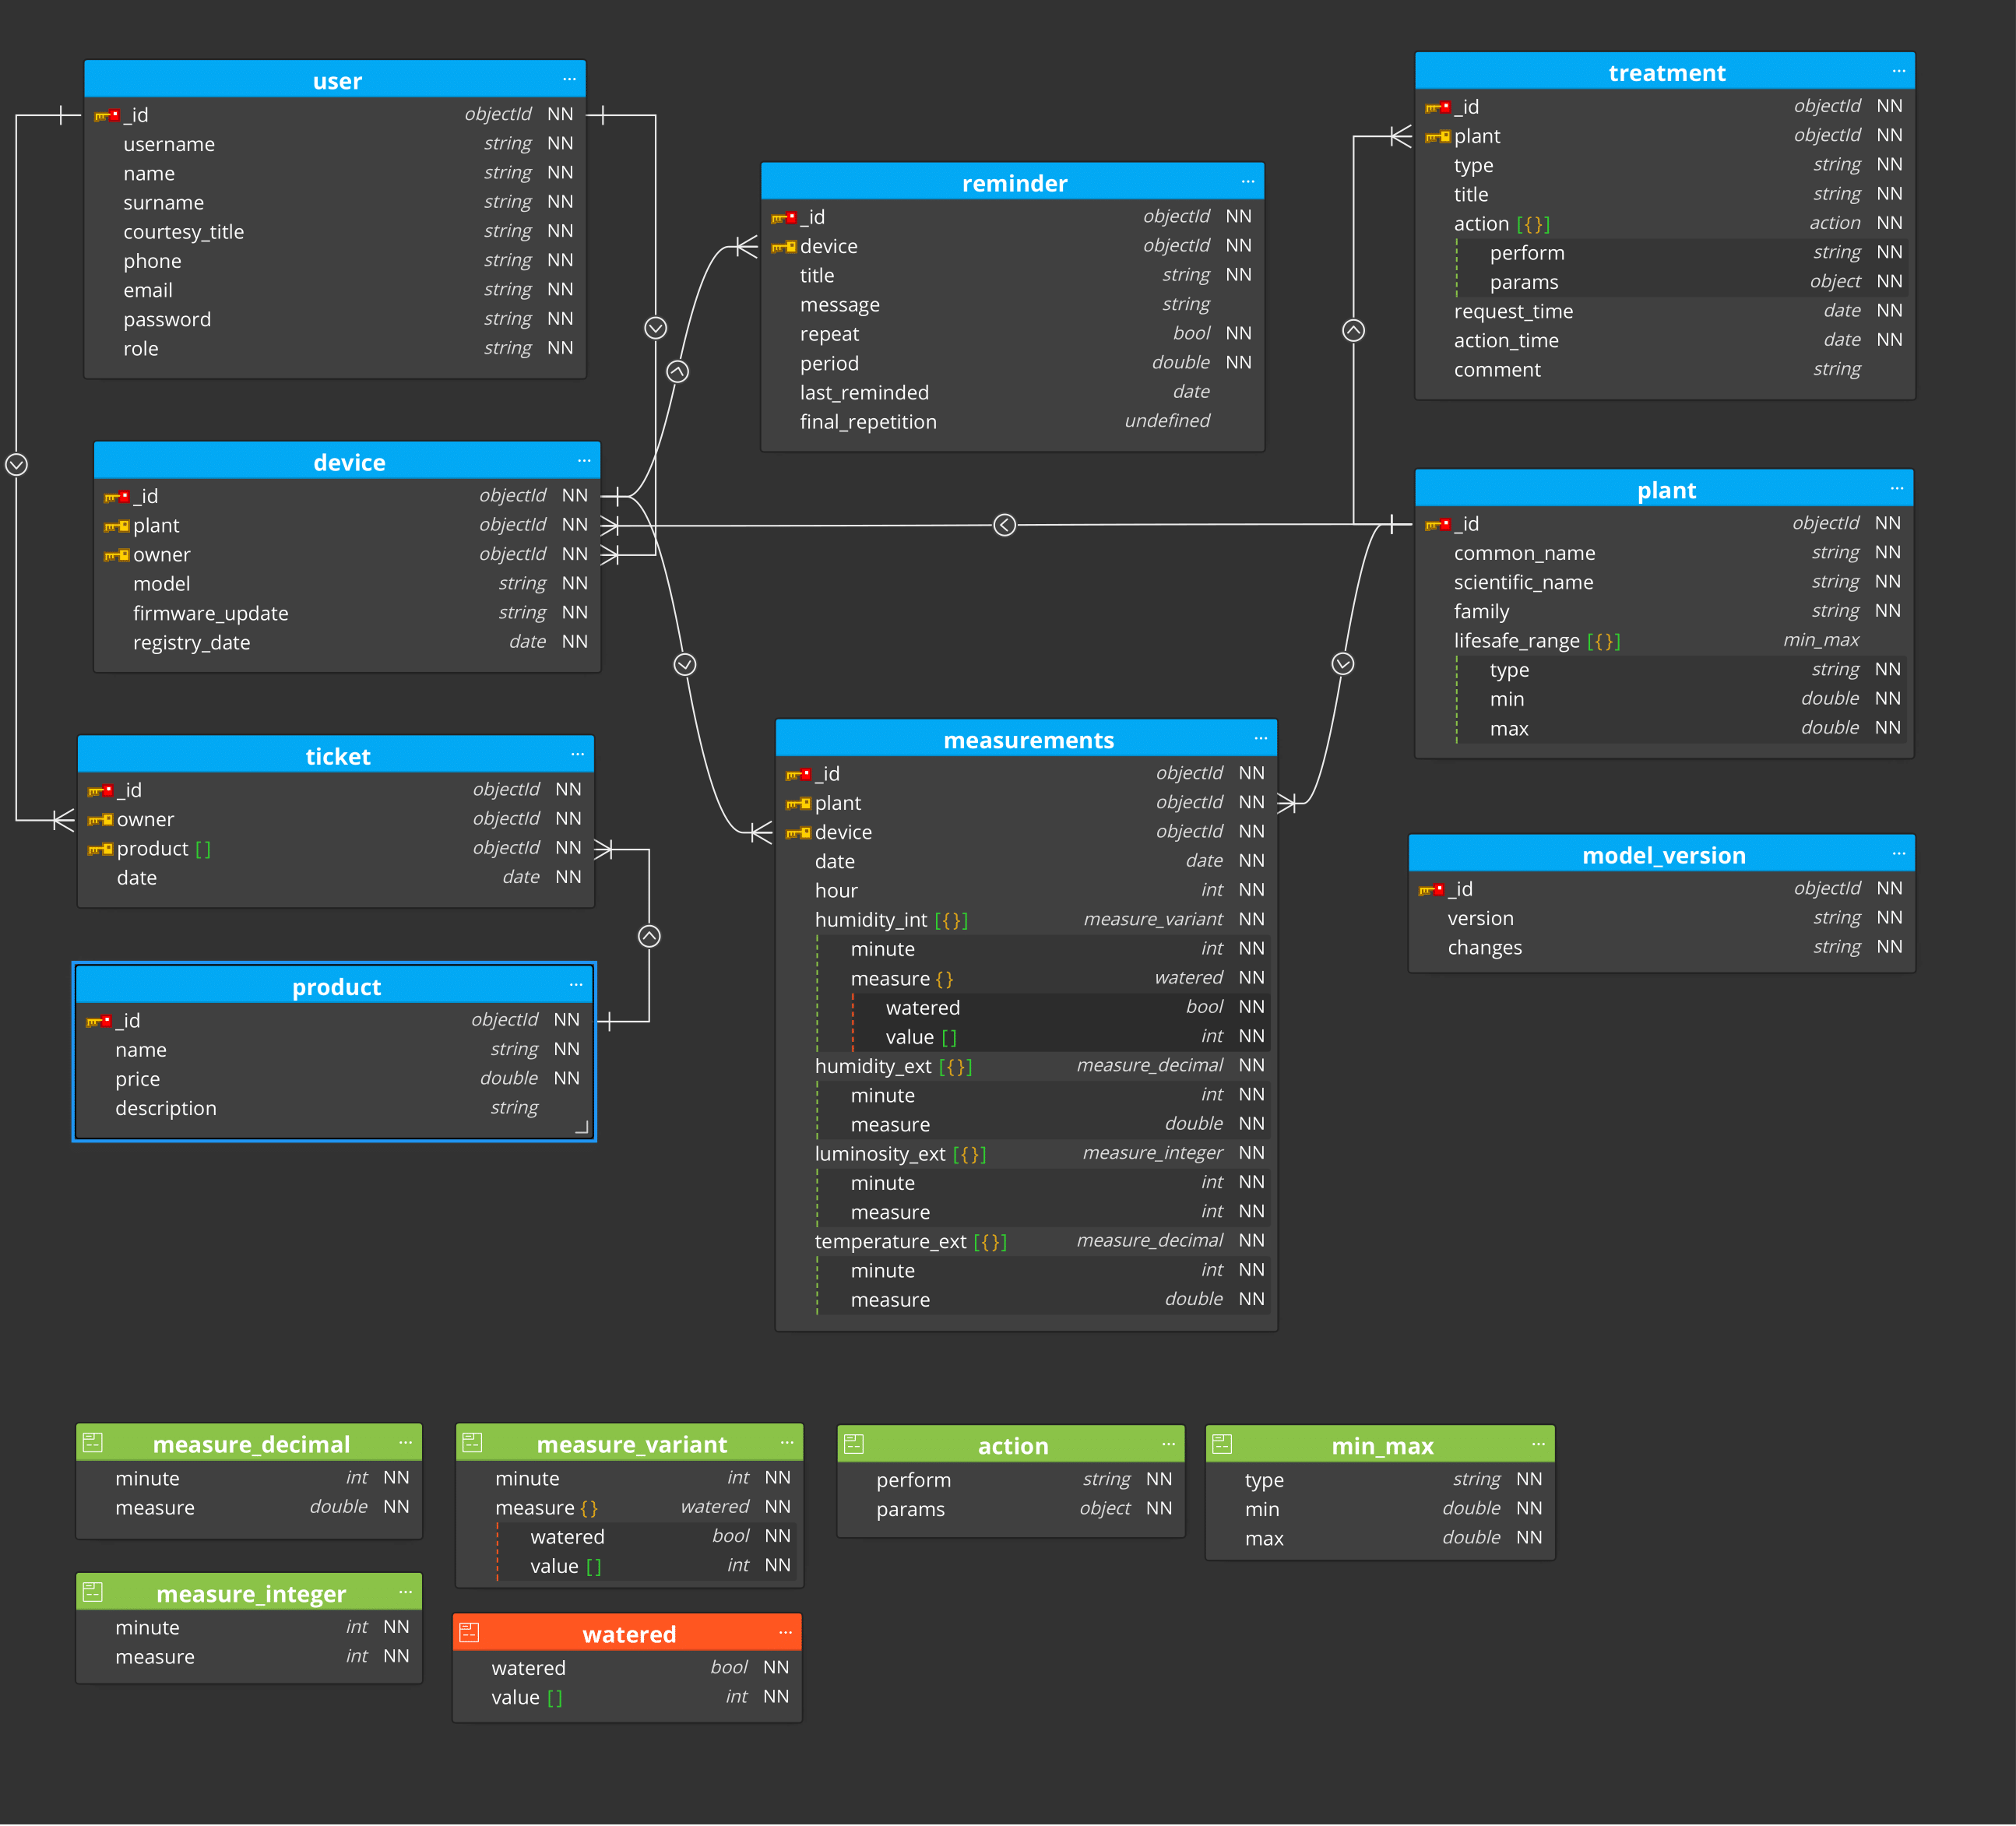 user ...
_id objectId NN
username string NN
name string NN
surname string NN
courtesy_title string NN
phone string NN
email string NN
password string NN
role string NN
device ...
_id objectId NN
plant objectId NN
owner objectId NN
model string NN
firmware_update string NN
registry_date date NN
ticket ...
_id objectId NN
owner objectId NN
product [] objectId NN
date date NN
product ...
_id objectId NN
name string NN
price double NN
description string
reminder ...
_id objectId NN
device objectId NN
title string NN
message string
repeat bool NN
period double NN
last_reminded date
final_repetition undefined
measurements ...
_id objectId NN
plant objectId NN
device objectId NN
date date NN
hour int NN
humidity_int [{}] measure_variant NN
minute int NN
measure {} watered NN
watered bool NN
value [] int NN
humidity_ext [{}] measure_decimal NN
minute int NN
measure double NN
luminosity_ext [{}] measure_integer NN
minute int NN
measure int NN
temperature_ext [{}] measure_decimal NN
minute int NN
measure double NN
treatment ...
_id objectId NN
plant objectId NN
type string NN
title string NN
action [{}] action NN
perform string NN
params object NN
request_time date NN
action_time date NN
comment string
plant ...
_id objectId NN
common_name string NN
scientific_name string NN
family string NN
lifesafe_range [{}] min_max
type string NN
min double NN
max double NN
model_version ...
_id objectId NN
version string NN
changes string NN
measure_decimal ...
minute int NN
measure double NN
measure_integer ...
minute int NN
measure int NN
measure_variant ...
minute int NN
measure {} watered NN
watered bool NN
value [] int NN
watered ...
watered bool NN
value [] int NN
action ...
perform string NN
params object NN
min_max ...
type string NN
min double NN
max double NN